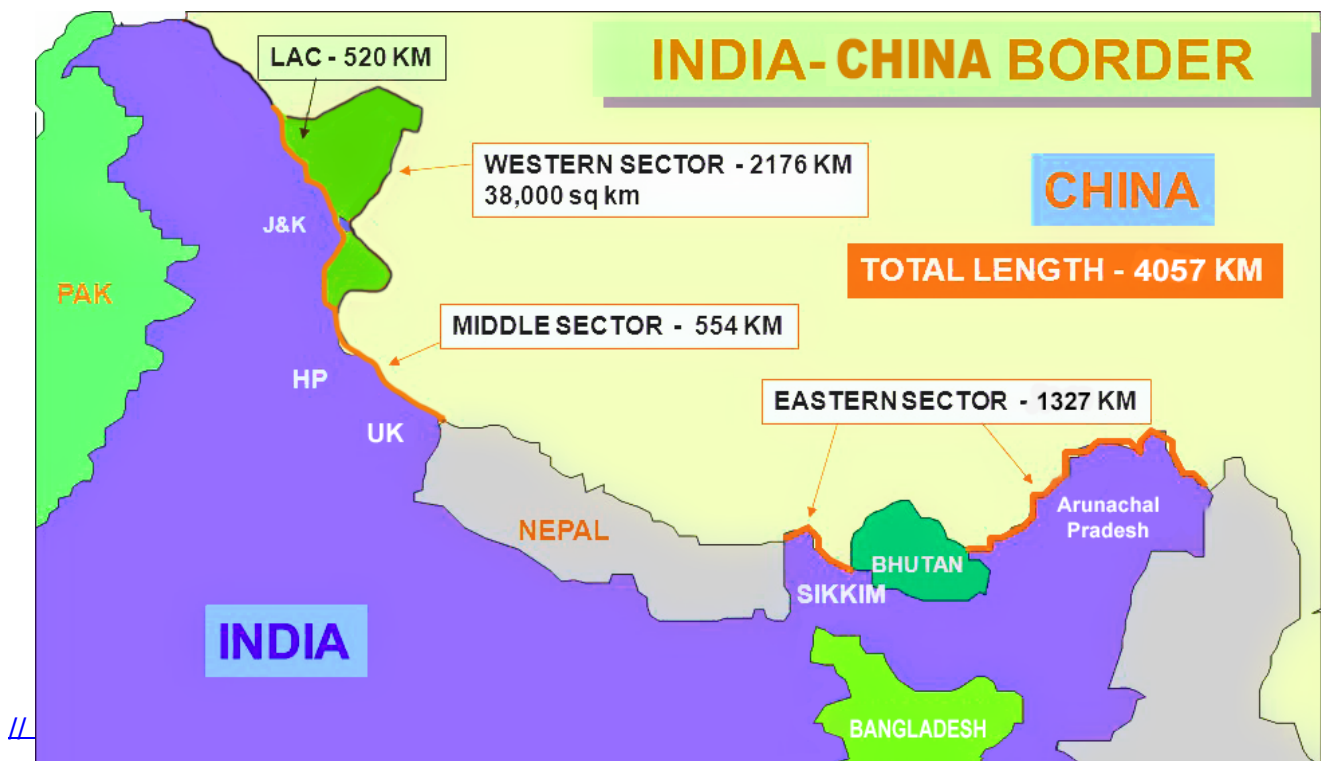 LAC - 520 KM
INDIA- CHINA BORDER
WESTERN SECTOR - 2176 KM
38,000 sq km
CHINA
J&K
TOTAL LENGTH - 4057 KM
PAK
MIDDLE SECTOR - 554 KM
HP
EASTERN SECTOR - 1327 KM
UK
Arunachal
Pradesh
NEPAL
BHUTAN
SIKKIM
INDIA
BANGLADESH
//